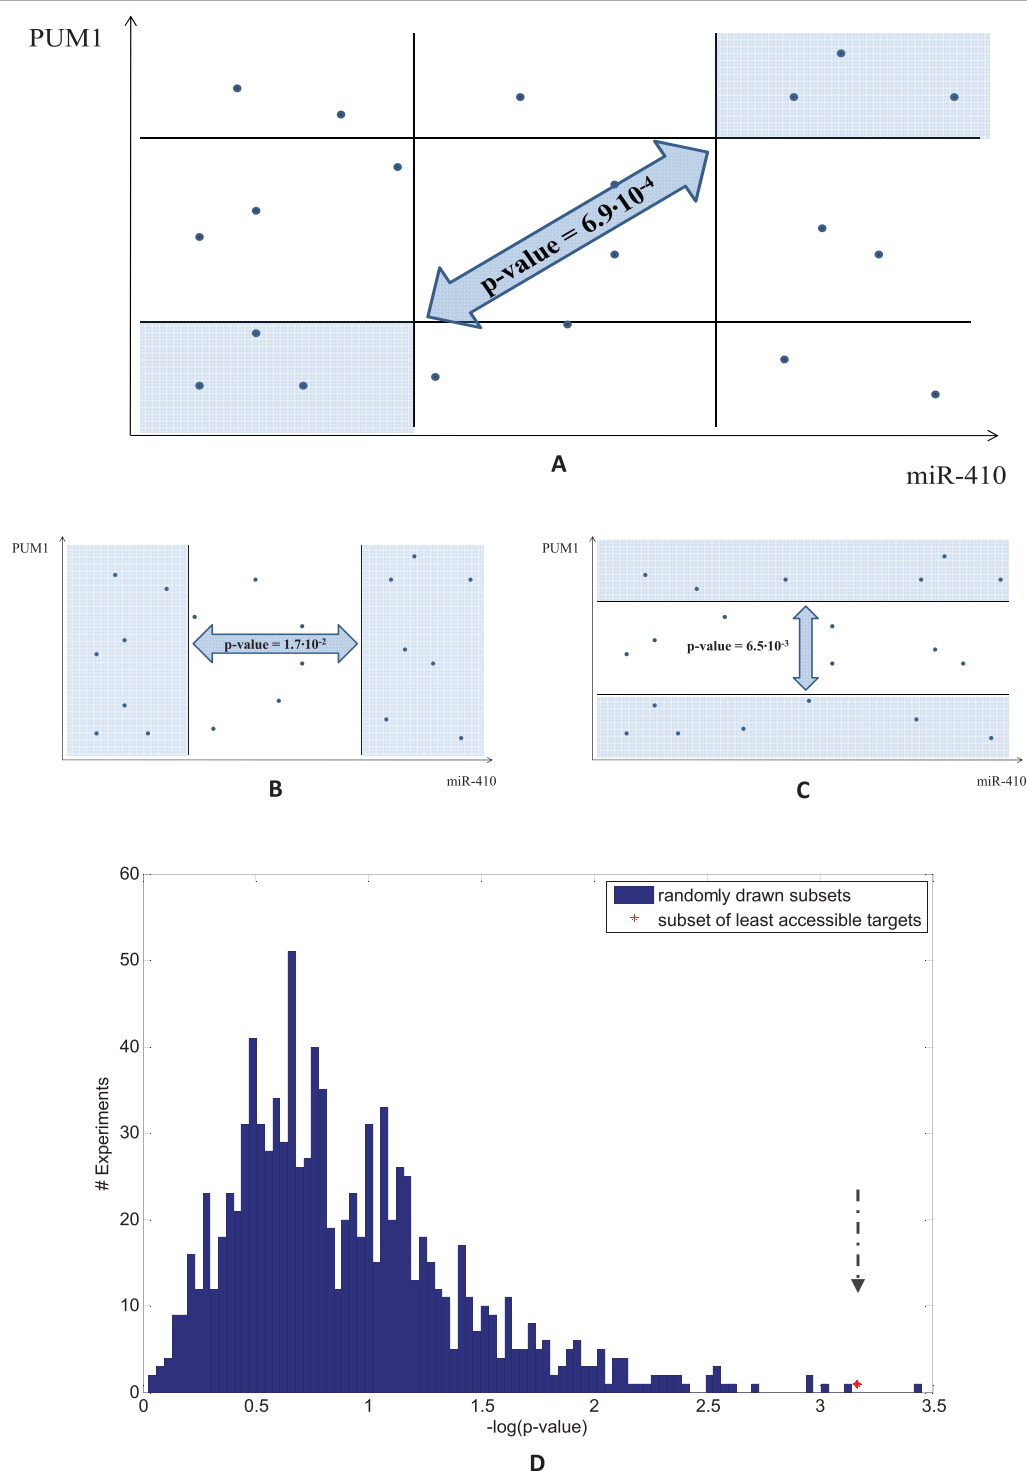 PUM1
p-value = 6.9·10-4
A
miR-410
PUM1
p-value = 1.7·10-2
miR-410
B
PUM1
p-value = 6.5·10-3
miR-410
C
60
50
40
30
20
10
0
# Experiments
randomly drawn subsets
subset of least accessible targets
0 0.5 1 1.5 2 2.5 3 3.5
-log(p-value)
D